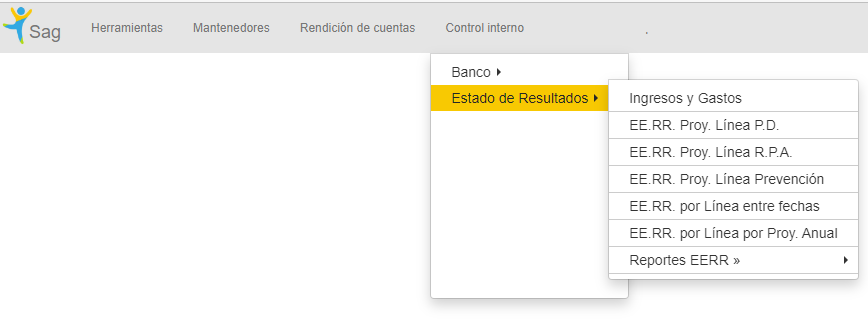 Sag
Herramientas
Mantenedores
Rendición de cuentas
Control interno
.
Banco
Estado de Resultados
Ingresos y Gastos
EE.RR. Proy. Línea P.D.
EE.RR. Proy. Línea R.P.A.
EE.RR. Proy. Línea Prevención
EE.RR. por Línea entre fechas
EE.RR. por Línea por Proy. Anual
Reportes EERR »